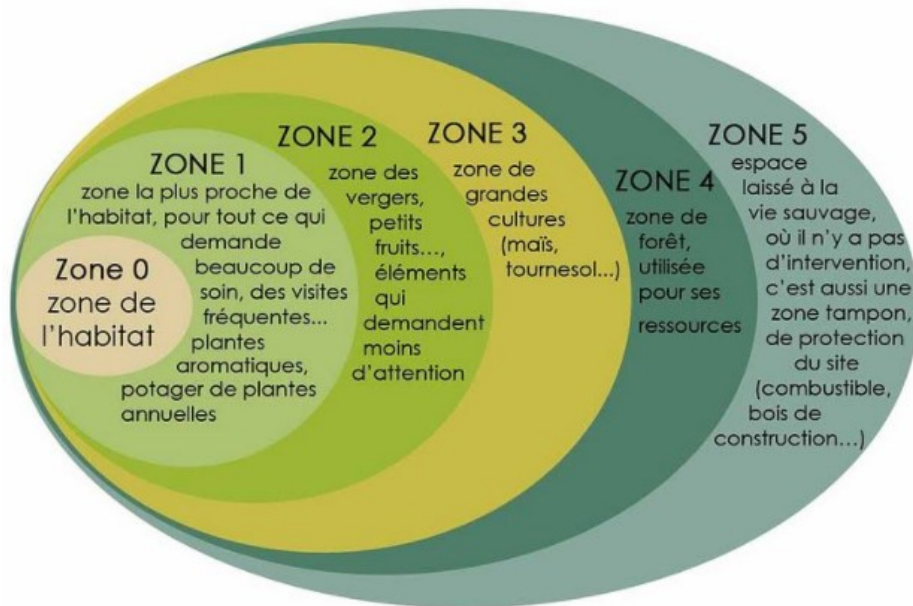 Zone 0
zone de
l'habitat
ZONE 1
zone la plus proche de
l'habitat, pour tout ce qui
demande
beaucoup de
soin, des visites
fréquentes...
plantes
aromatiques,
potager de plantes
annuelles
ZONE 2
zone des
vergers,
petits
fruits...,
éléments
qui
demandent
moins
d'attention
ZONE 3
zone de
grandes
cultures
(maïs,
tournesol...)
ZONE 4
zone de
forêt,
utilisée
pour ses
ressources
ZONE 5
espace
laissé à la
vie sauvage,
où il n'y a pas
d'intervention,
c'est aussi une
zone tampon,
de protection
du site
(combustible,
bois de
construction...)